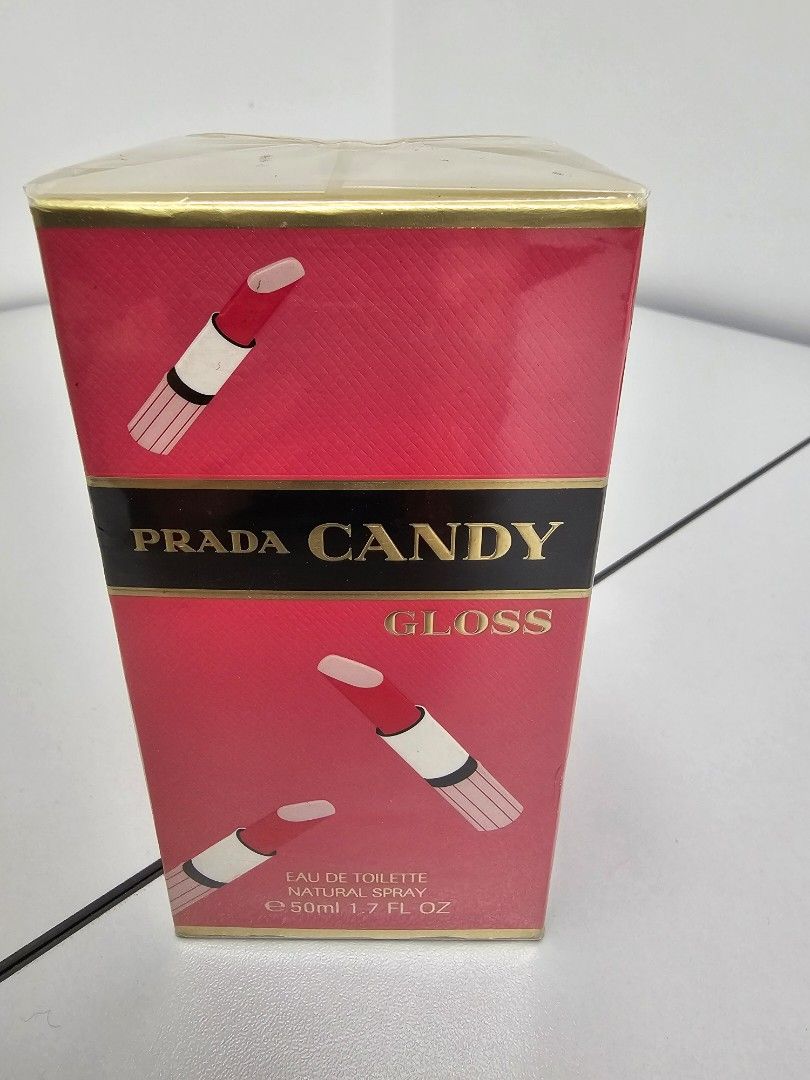 PRADA CANDY
GLOSS
EAU DE TOILETTE
NATURAL SPRAY
℮50ml 1.7 FL OZ